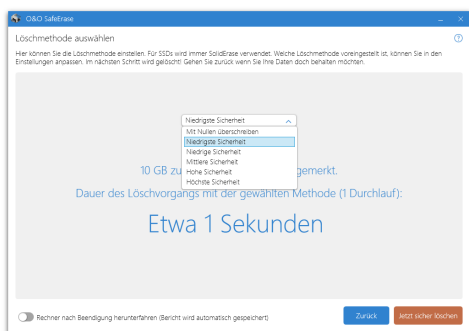 O&O SafeErase
Löschmethode auswählen
Hier können Sie die Löschmethode einstellen. Für SSDs wird immer SolidErase verwendet. Welche Löschmethode voreingestellt ist, können Sie in den
Einstellungen anpassen. Im nächsten Schritt wird gelöscht! Gehen Sie zurück wenn Sie Ihre Daten doch behalten möchten.
Niedrigste Sicherheit
Mit Nullen überschreiben
Niedrigste Sicherheit
Niedrige Sicherheit
Mittlere Sicherheit
Hohe Sicherheit
Höchste Sicherheit
10 GB zu gemerkt.
Dauer des Löschvorgangs mit der gewählten Methode (1 Durchlauf):
Etwa 1 Sekunden
Rechner nach Beendigung herunterfahren (Bericht wird automatisch gespeichert)
Zurück
Jetzt sicher löschen